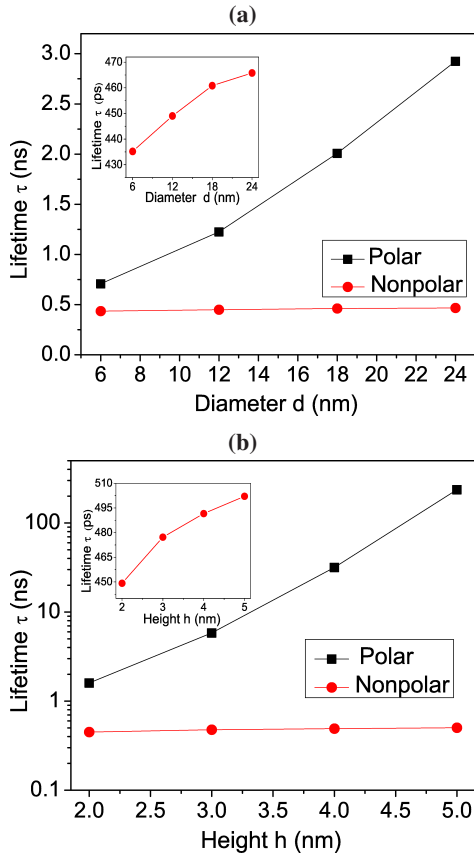 (a)
3.0
2.5
2.0
1.5
1.0
0.5
0.0
Lifetime τ (ns)
470
460
450
440
430
Lifetime τ (ps)
6 12 18 24
Diameter d (nm)
Polar
Nonpolar
6 8 10 12 14 16 18 20 22 24
Diameter d (nm)
(b)
100
10
1
0.1
Lifetime τ (ns)
510
495
480
465
450
Lifetime τ (ps)
2 3 4 5
Height h (nm)
Polar
Nonpolar
2.0 2.5 3.0 3.5 4.0 4.5 5.0
Height h (nm)